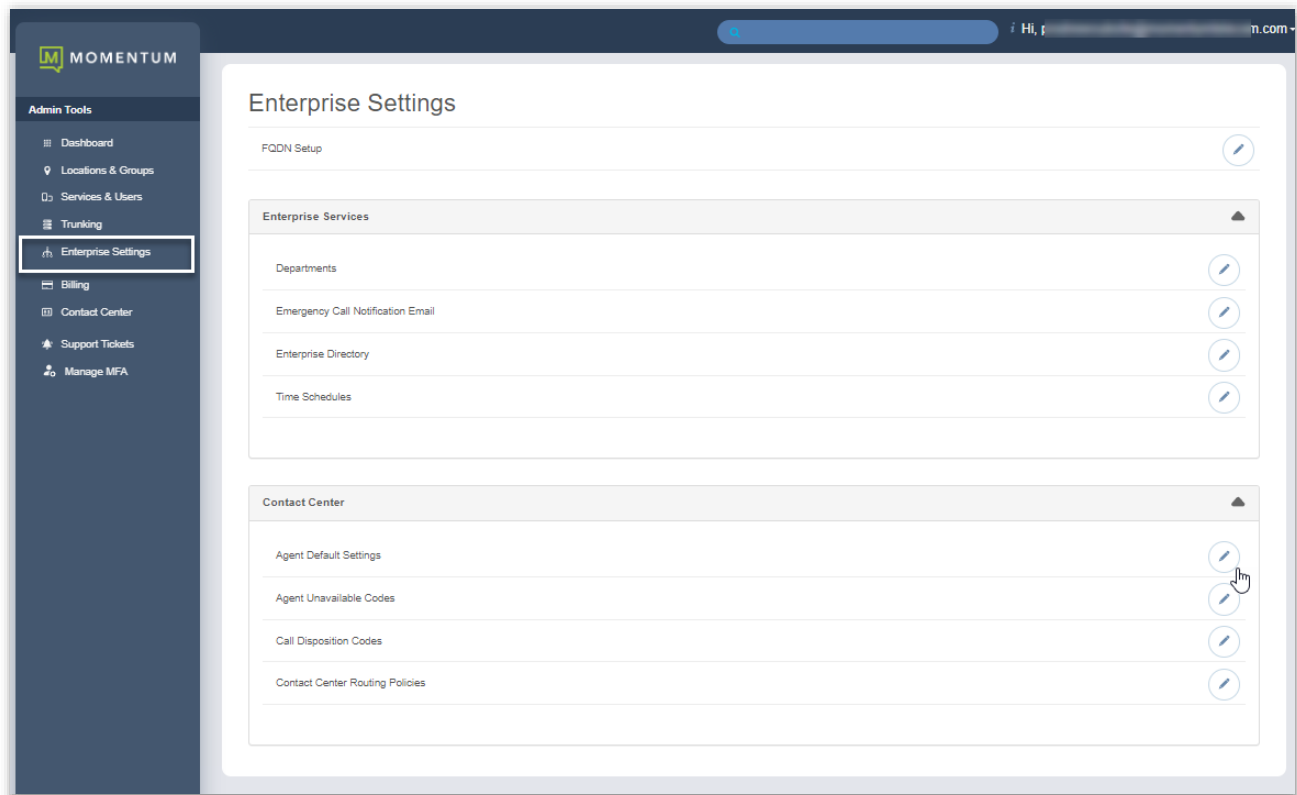 Hi,
n.com
M MOMENTUM
Admin Tools
Dashboard
Locations & Groups
Services & Users
Trunking
Enterprise Settings
Billing
Contact Center
Support Tickets
Manage MFA
Enterprise Settings
FQDN Setup
Enterprise Services
Departments
Emergency Call Notification Email
Enterprise Directory
Time Schedules
Contact Center
Agent Default Settings
Agent Unavailable Codes
Call Disposition Codes
Contact Center Routing Policies